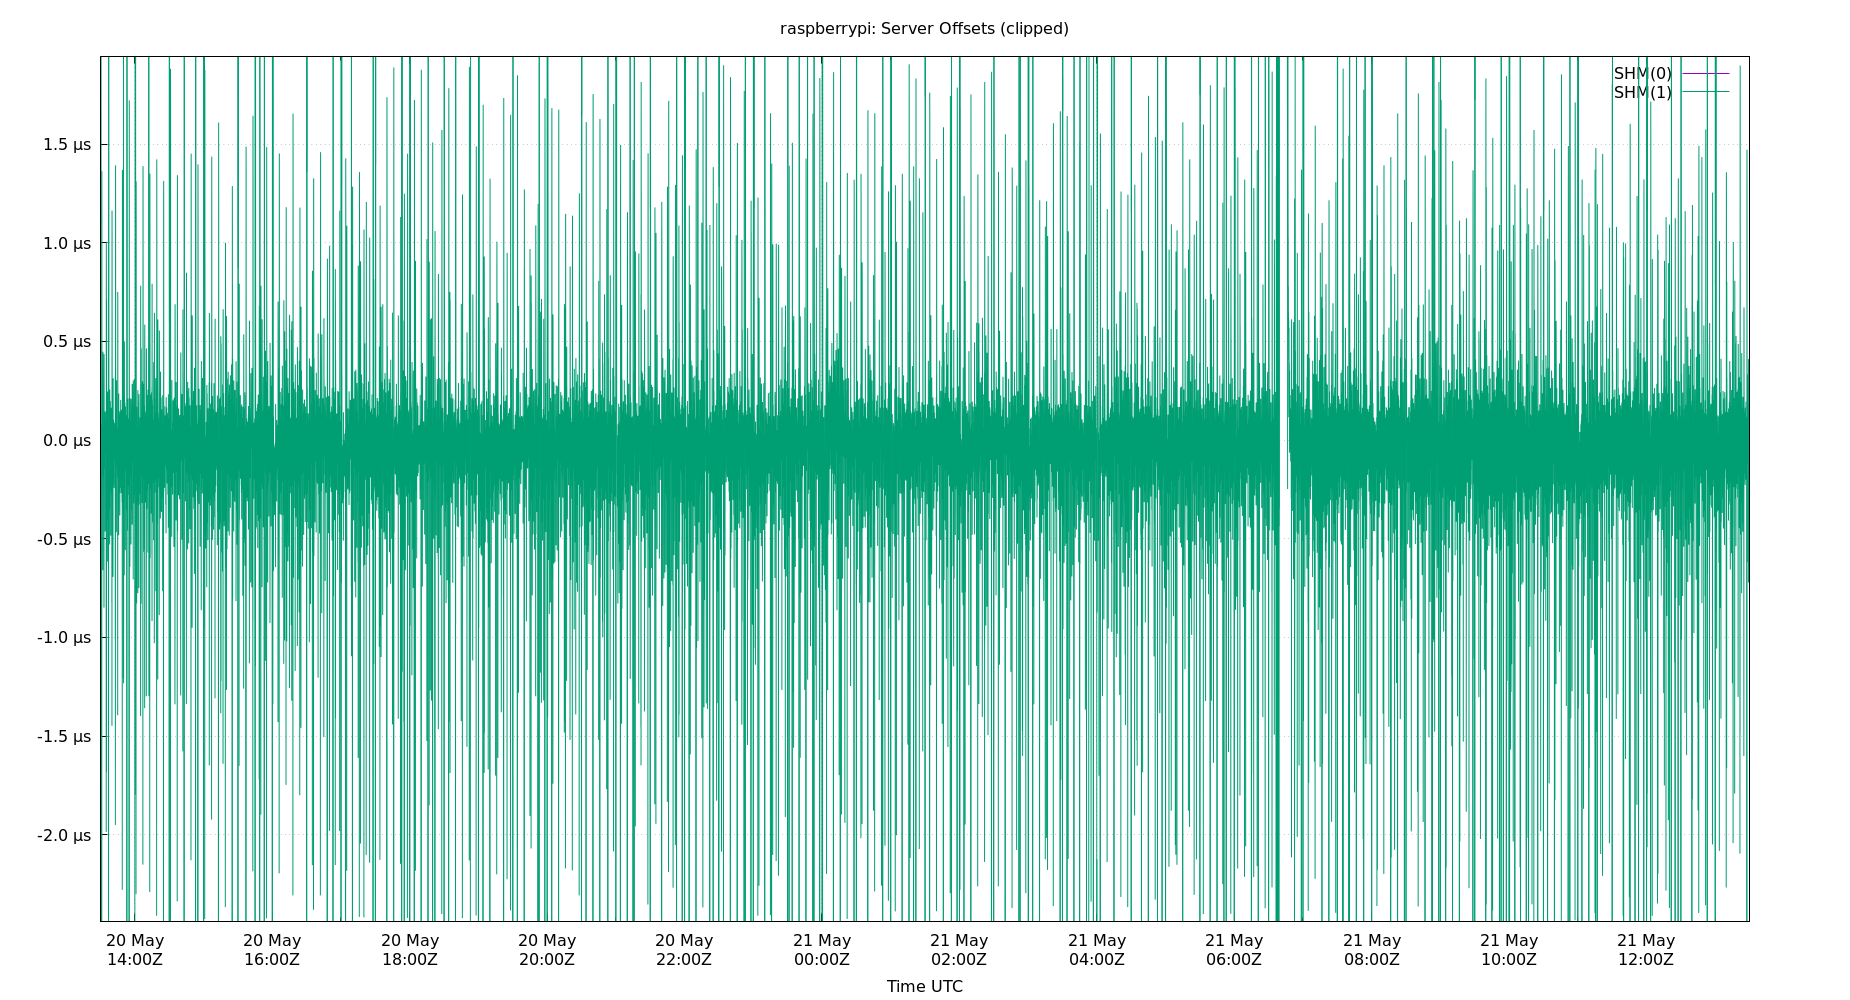 raspberrypi: Server Offsets (clipped)
SHM(0)
SHM(1)
1.5 µs
1.0 µs
0.5 µs
0.0 µs
-0.5 µs
-1.0 µs
-1.5 µs
-2.0 µs
20 May 20 May 20 May 20 May 20 May 21 May 21 May 21 May 21 May 21 May 21 May 21 May
14:00Z 16:00Z 18:00Z 20:00Z 22:00Z 00:00Z 02:00Z 04:00Z 06:00Z 08:00Z 10:00Z 12:00Z
Time UTC